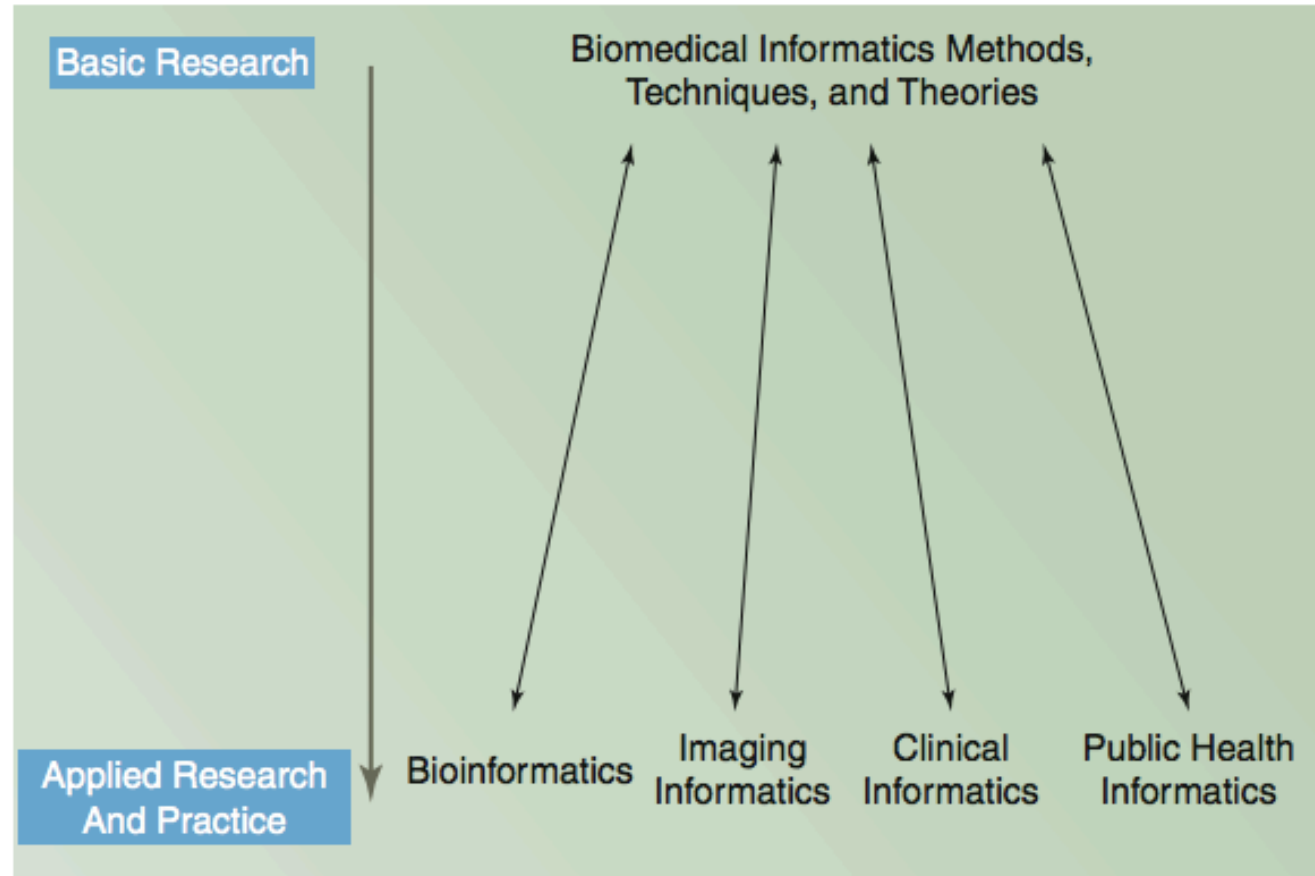 Basic Research
Biomedical Informatics Methods,
Techniques, and Theories
Applied Research
And Practice
Bioinformatics
Imaging
Informatics
Clinical
Informatics
Public Health
Informatics